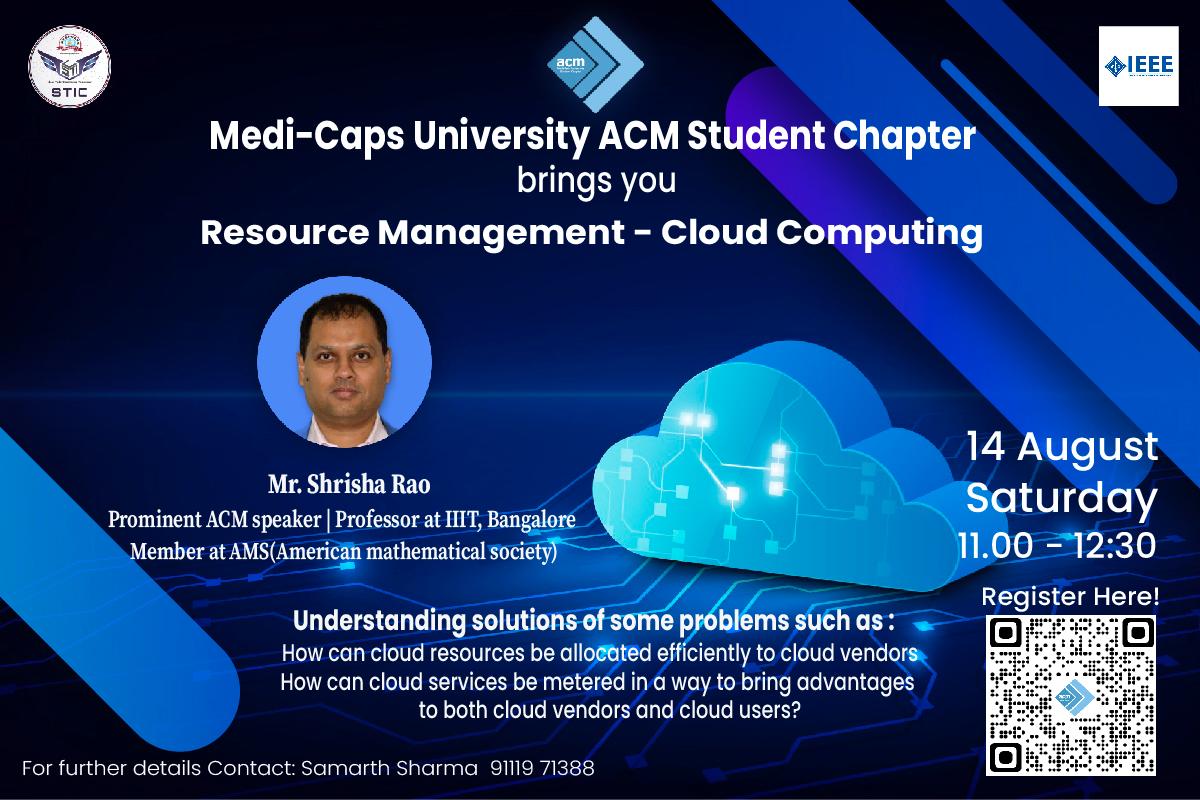 STIC
acm
IEEE
Medi-Caps University ACM Student Chapter
brings you
Resource Management - Cloud Computing
Mr. Shrisha Rao
Prominent ACM speaker | Professor at IIIT, Bangalore
Member at AMS(American mathematical society)
14 August
Saturday
11.00 - 12:30
Register Here!
acm
Understanding solutions of some problems such as :
How can cloud resources be allocated efficiently to cloud vendors
How can cloud services be metered in a way to bring advantages
to both cloud vendors and cloud users?
For further details Contact: Samarth Sharma 91119 71388